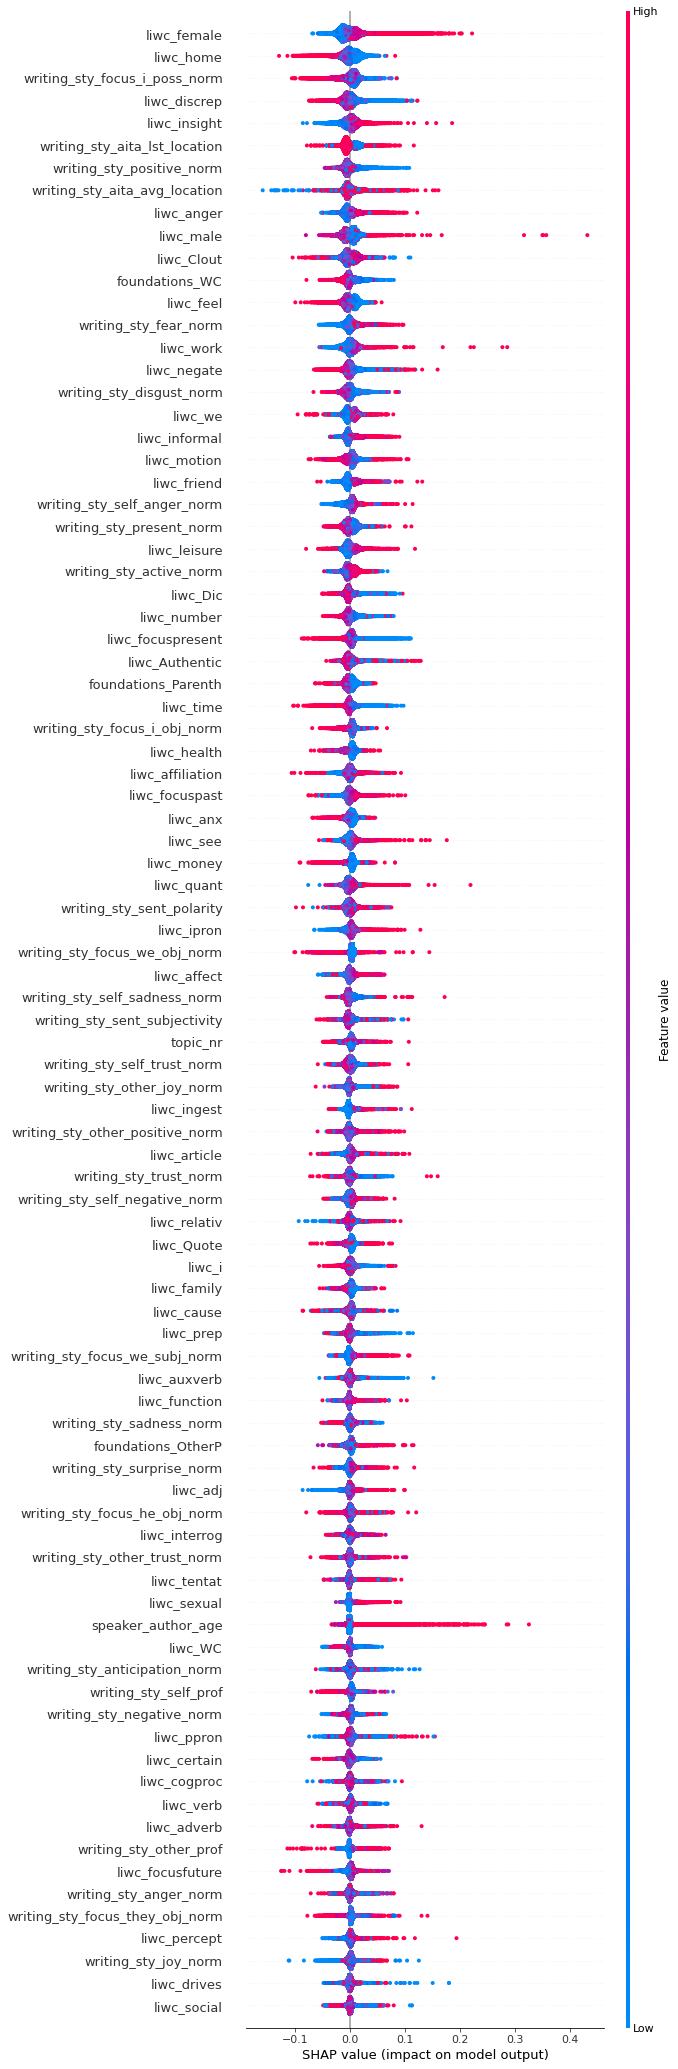 High
liwc_female
liwc_home
writing_sty_focus_i_poss_norm
liwc_discrep
liwc_insight
writing_sty_aita_lst_location
writing_sty_positive_norm
writing_sty_aita_avg_location
liwc_anger
liwc_male
liwc_Clout
foundations_WC
liwc_feel
writing_sty_fear_norm
liwc_work
liwc_negate
writing_sty_disgust_norm
liwc_we
liwc_informal
liwc_motion
liwc_friend
writing_sty_self_anger_norm
writing_sty_present_norm
liwc_leisure
writing_sty_active_norm
liwc_Dic
liwc_number
liwc_focuspresent
liwc_Authentic
foundations_Parenth
liwc_time
writing_sty_focus_i_obj_norm
liwc_health
liwc_affiliation
liwc_focuspast
liwc_anx
liwc_see
liwc_money
liwc_quant
writing_sty_sent_polarity
liwc_ipron
writing_sty_focus_we_obj_norm
liwc_affect
writing_sty_self_sadness_norm
writing_sty_sent_subjectivity
topic_nr
writing_sty_self_trust_norm
writing_sty_other_joy_norm
liwc_ingest
writing_sty_other_positive_norm
liwc_article
writing_sty_trust_norm
writing_sty_self_negative_norm
liwc_relativ
liwc_Quote
liwc_i
liwc_family
liwc_cause
liwc_prep
writing_sty_focus_we_subj_norm
liwc_auxverb
liwc_function
writing_sty_sadness_norm
foundations_OtherP
writing_sty_surprise_norm
liwc_adj
writing_sty_focus_he_obj_norm
liwc_interrog
writing_sty_other_trust_norm
liwc_tentat
liwc_sexual
speaker_author_age
liwc_WC
writing_sty_anticipation_norm
writing_sty_self_prof
writing_sty_negative_norm
liwc_ppron
liwc_certain
liwc_cogproc
liwc_verb
liwc_adverb
writing_sty_other_prof
liwc_focusfuture
writing_sty_anger_norm
writing_sty_focus_they_obj_norm
liwc_percept
writing_sty_joy_norm
liwc_drives
liwc_social
Low
Feature value
−0.1 0.0 0.1 0.2 0.3 0.4
SHAP value (impact on model output)